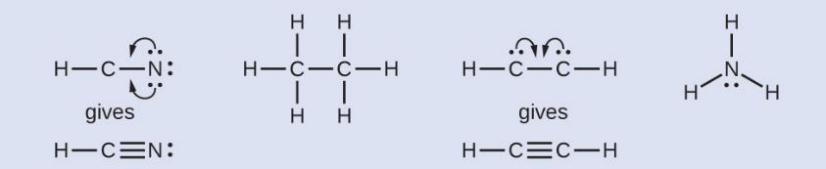 H H H
H—C—N: H—C—C—H H—C—C—H N
H H
gives H H gives
H—C≡N: H—C≡C—H